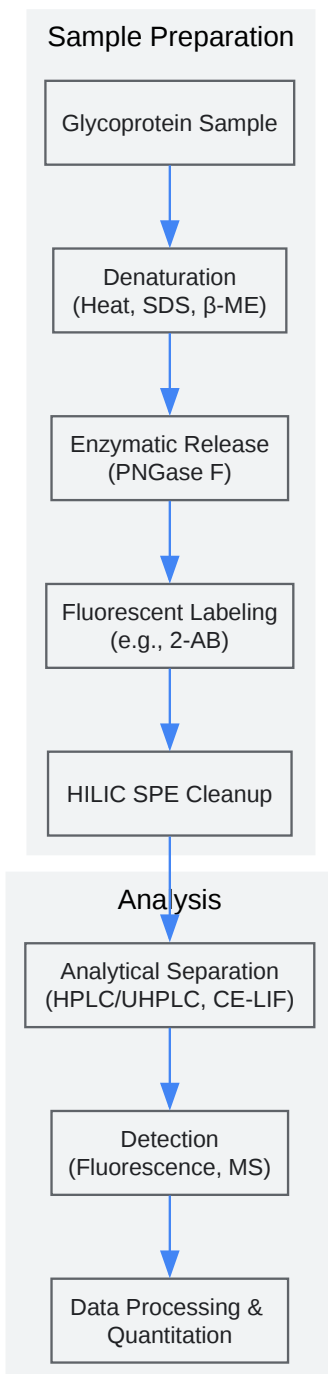 Sample Preparation
Glycoprotein Sample
Denaturation
(Heat, SDS, β-ME)
Enzymatic Release
(PNGase F)
Fluorescent Labeling
(e.g., 2-AB)
HILIC SPE Cleanup
Analysis
Analytical Separation
(HPLC/UHPLC, CE-LIF)
Detection
(Fluorescence, MS)
Data Processing &
Quantitation